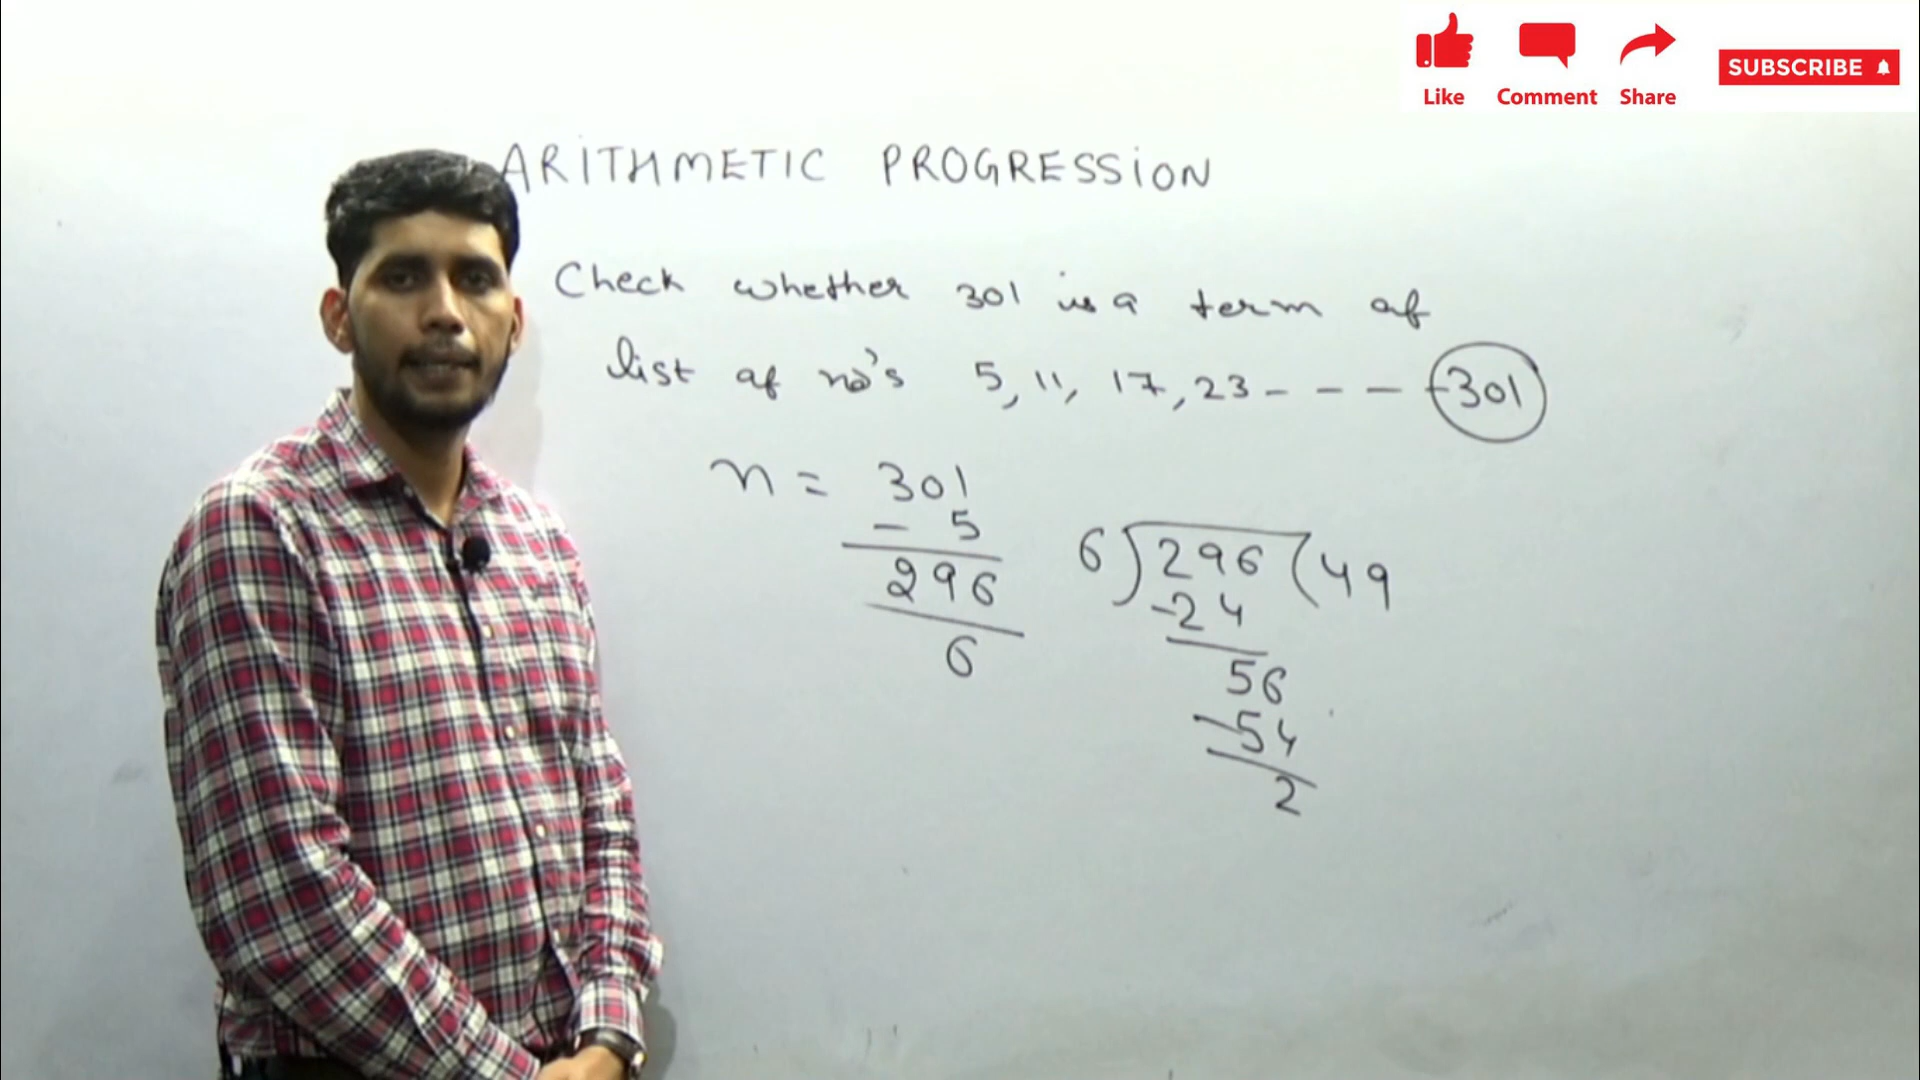 Like Comment Share SUBSCRIBE
ARITHMETIC PROGRESSION
Check whether 301 is a term of
list of no's 5, 11, 17, 23 - - - - 301
n = 301
- 5
296
6
6 ) 296 ( 49
-24
56
-54
2